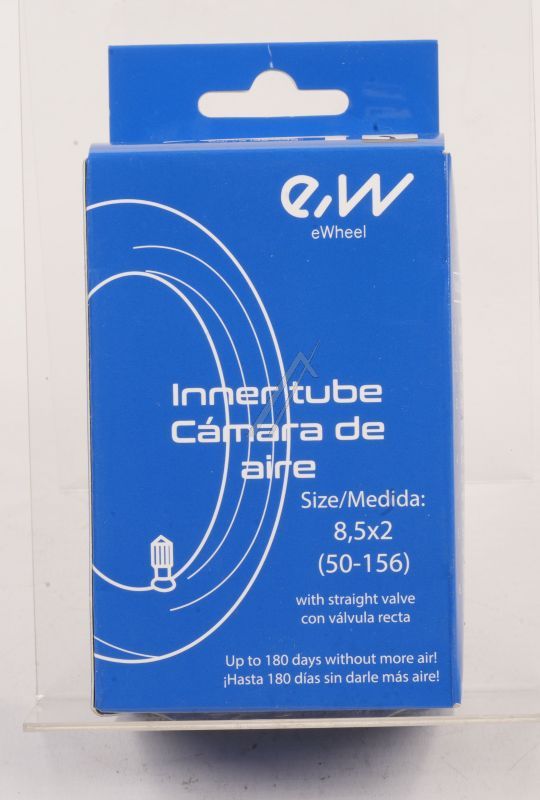 e,w
eWheel
Inner tube
Cámara de
aire
Size/Medida:
8,5x2
(50-156)
with straight valve
con válvula recta
Up to 180 days without more air!
¡Hasta 180 días sin darle más aire!